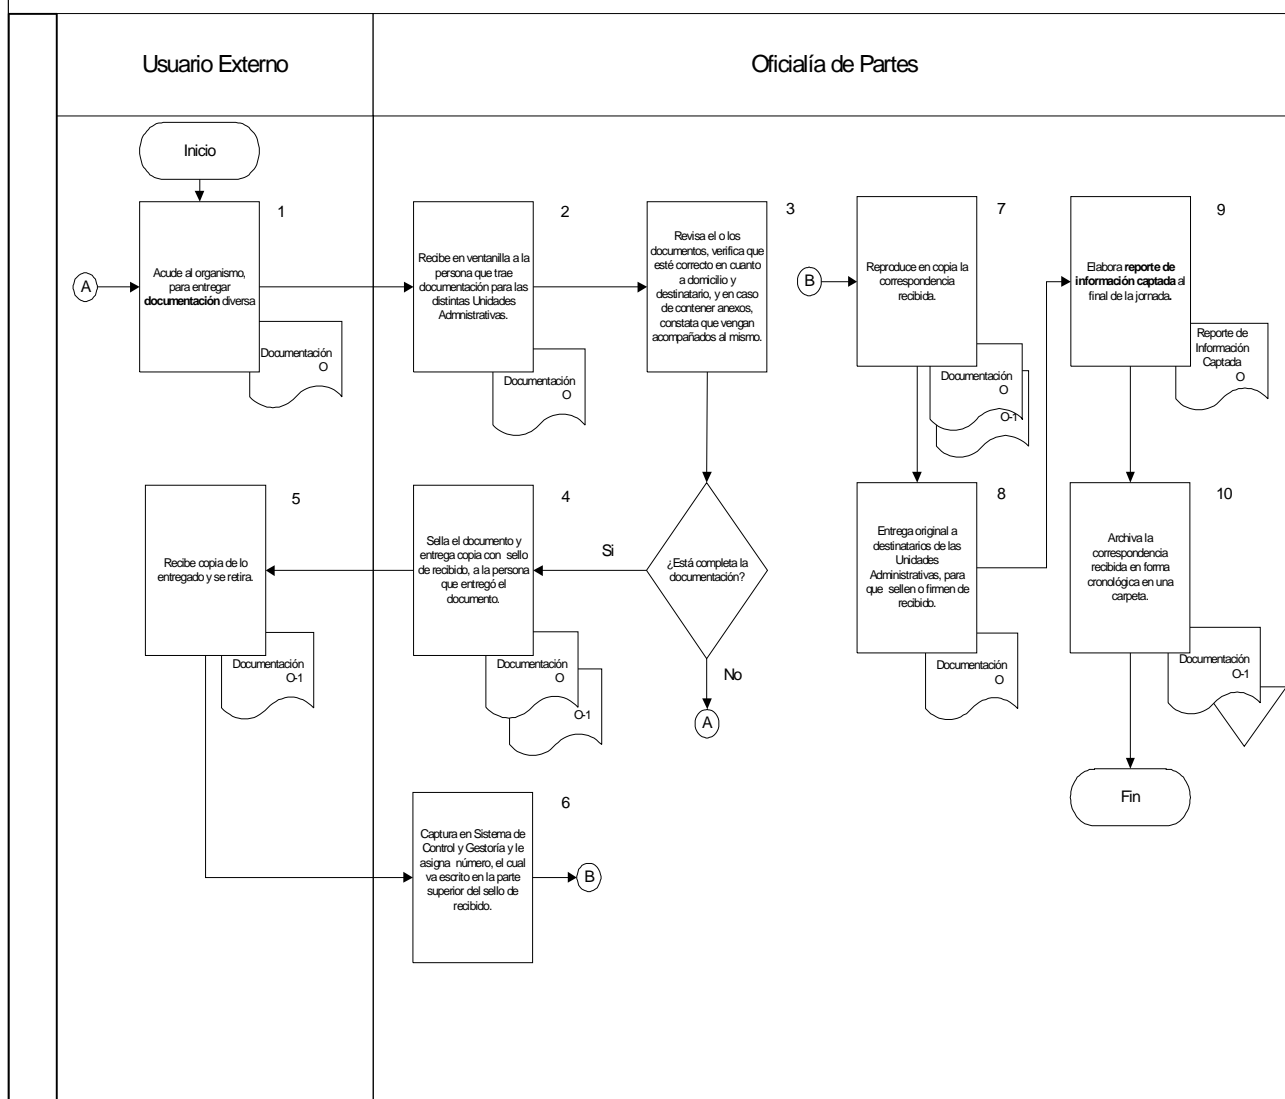 Usuario Externo
Oficialía de Partes
Inicio
1
A
Acude al organismo,
para entregar
documentación diversa
Documentación
O
2
Recibe en ventanilla a la
persona que trae
documentación para las
distintas Unidades
Admnistrativas.
Documentación
O
3
Revisa el o los
documentos, verifica que
esté correcto en cuanto
a domicilio y
destinatario, y en caso
de contener anexos,
constata que vengan
acompañados al mismo.
¿Está completa la
documentación?
Si
No
A
4
Sella el documento y
entrega copia con sello
de recibido, a la persona
que entregó el
documento.
Documentación
O
O-1
5
Recibe copia de lo
entregado y se retira.
Documentación
O-1
6
Captura en Sistema de
Control y Gestoría y le
asigna número, el cual
va escrito en la parte
superior del sello de
recibido.
B
B
7
Reproduce en copia la
correspondencia
recibida.
Documentación
O
O-1
8
Entrega original a
destinatarios de las
Unidades
Administrativas, para
que sellen o firmen de
recibido.
Documentación
O
9
Elabora reporte de
información captada al
final de la jornada.
Reporte de
Información
Captada
O
10
Archiva la
correspondencia
recibida en forma
cronológica en una
carpeta.
Documentación
O-1
Fin